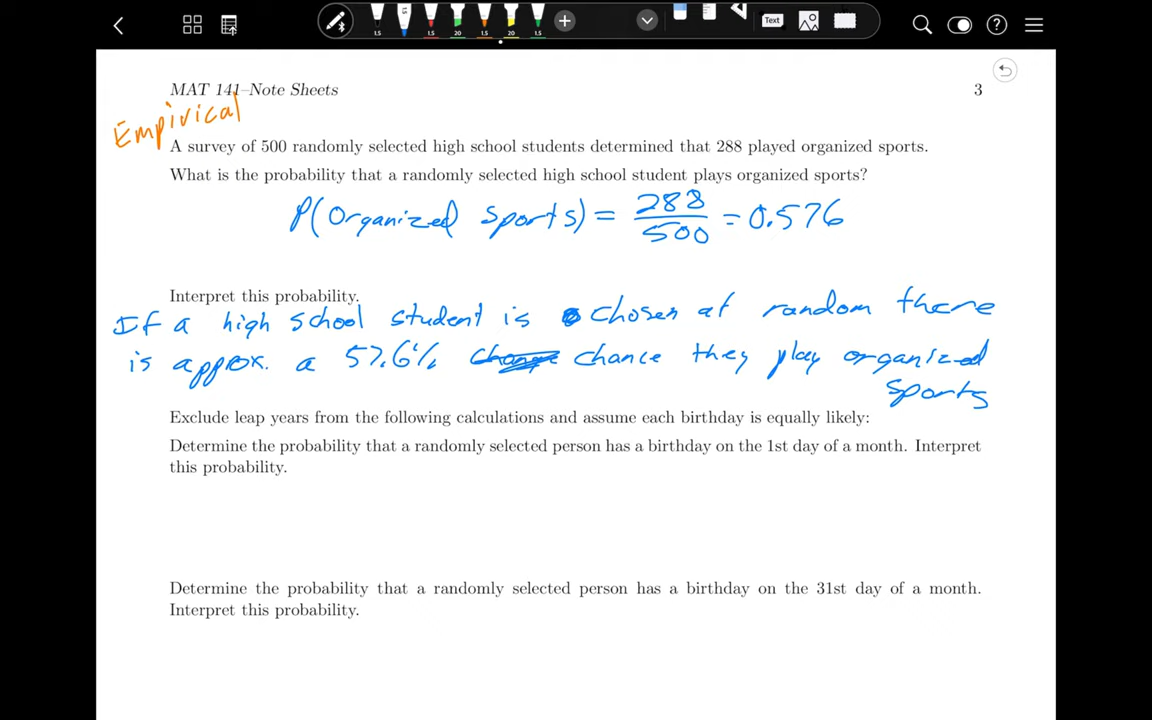 Text
MAT 141–Note Sheets 3
Empirical
A survey of 500 randomly selected high school students determined that 288 played organized sports.
What is the probability that a randomly selected high school student plays organized sports?
P(Organized Sports) = 288/500 = 0.576
Interpret this probability.
If a high school student is chosen at random there
is approx. a 57.6% chance they play organized
sports
Exclude leap years from the following calculations and assume each birthday is equally likely:
Determine the probability that a randomly selected person has a birthday on the 1st day of a month. Interpret
this probability.
Determine the probability that a randomly selected person has a birthday on the 31st day of a month.
Interpret this probability.